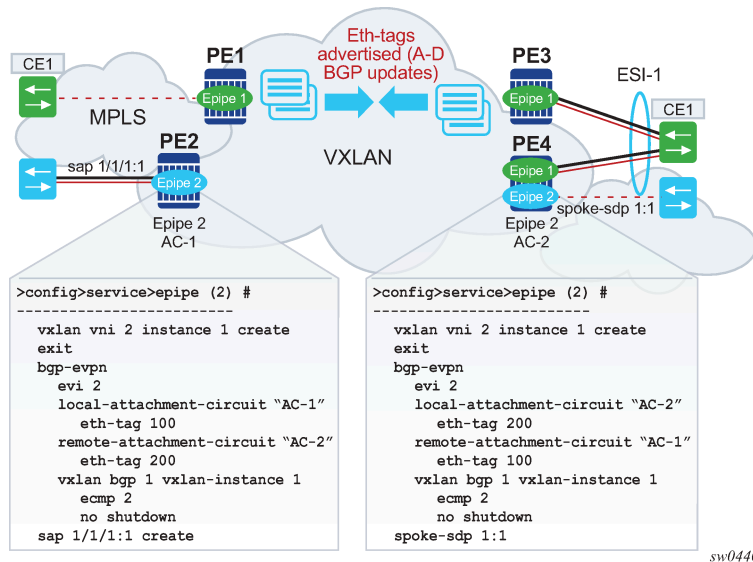 Eth-tags
advertised (A-D
BGP updates)
PE1
PE3
CE1
ESI-1
Epipe 1
Epipe 1
CE1
MPLS
PE2
VXLAN
PE4
sap 1/1/1:1
Epipe 2
Epipe 1
Epipe 2
spoke-sdp 1:1
Epipe 2
AC-1
Epipe 2
AC-2
>config>service>epipe (2) #
-------------------------
vxlan vni 2 instance 1 create
exit
bgp-evpn
evi 2
local-attachment-circuit “AC-1”
eth-tag 100
remote-attachment-circuit “AC-2”
eth-tag 200
vxlan bgp 1 vxlan-instance 1
ecmp 2
no shutdown
sap 1/1/1:1 create
>config>service>epipe (2) #
-------------------------
vxlan vni 2 instance 1 create
exit
bgp-evpn
evi 2
local-attachment-circuit “AC-2”
eth-tag 200
remote-attachment-circuit “AC-1”
eth-tag 100
vxlan bgp 1 vxlan-instance 1
ecmp 2
no shutdown
spoke-sdp 1:1